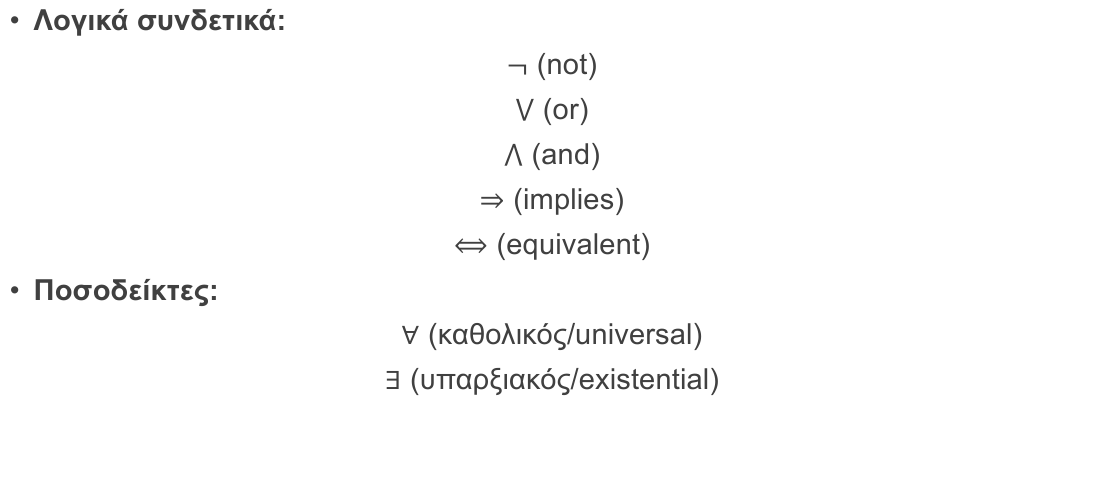 • Λογικά συνδετικά:
¬ (not)
∨ (or)
∧ (and)
⇒ (implies)
⟺ (equivalent)
• Ποσοδείκτες:
∀ (καθολικός/universal)
∃ (υπαρξιακός/existential)